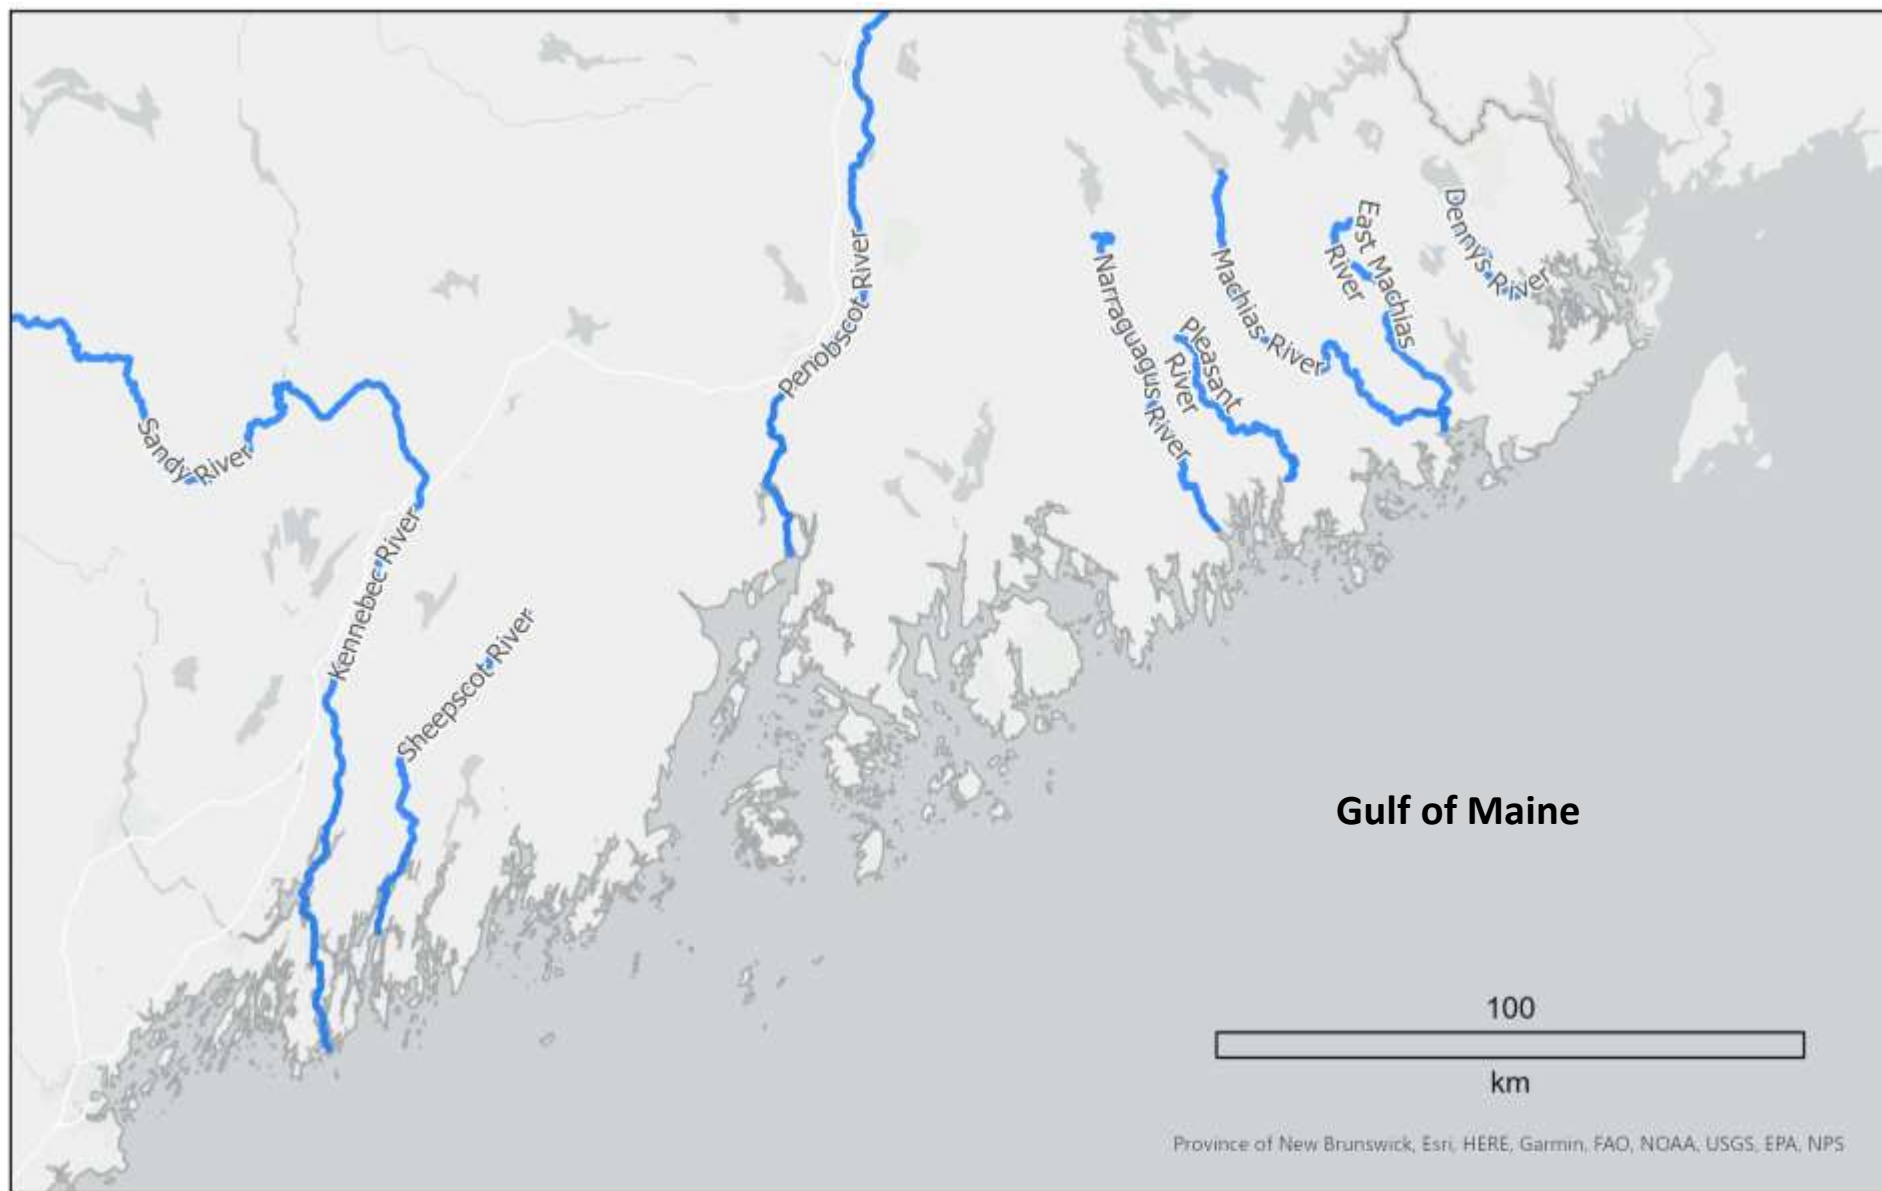 Penobscot River
Dennys River
East Machias
River
Machias River
Narraguagus River
Pleasant
River
Sandy River
Kennebec River
Sheepscot River
Gulf of Maine
100
km
Province of New Brunswick, Esri, HERE, Garmin, FAO, NOAA, USGS, EPA, NPS